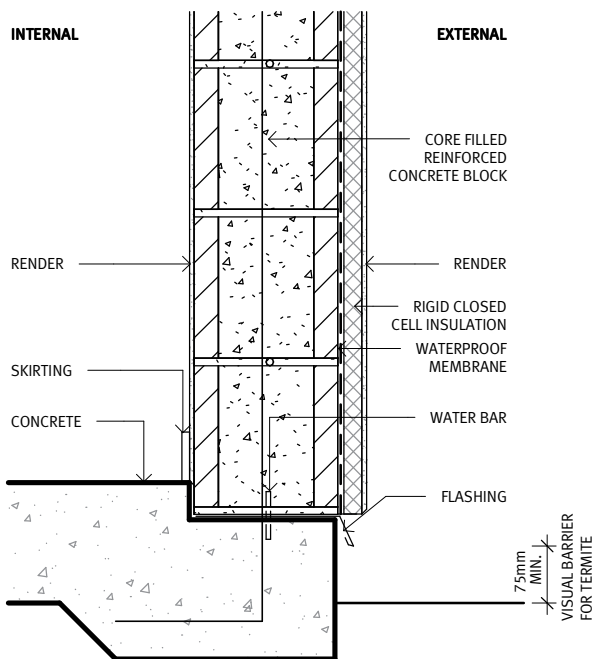 INTERNAL
EXTERNAL
CORE FILLED
REINFORCED
CONCRETE BLOCK
RENDER
RENDER
RIGID CLOSED
CELL INSULATION
WATERPROOF
MEMBRANE
SKIRTING
CONCRETE
WATER BAR
FLASHING
75mm
MIN.
VISUAL BARRIER
FOR TERMITE